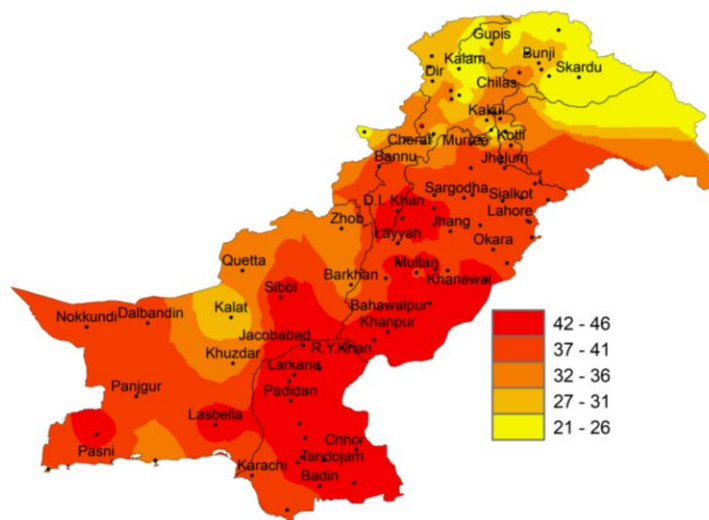 Gupis
Bunji
Kalam
Skardu
Dir
Chilas
Kakul
Cherat
Murree
Kotli
Bannu
Jhelum
Sargodha
Sialkot
D.I. Khan
Lahore
Zhob
Layyah
Jhang
Okara
Quetta
Multan
Barkhan
Khanewal
Sibbi
Bahawalpur
Kalat
Dalbandin
Nokkundi
Khanpur
Jacobabad
R.Y.Khan
Khuzdar
Larkana
Panjgur
Padidan
Lasbella
Pasni
Chhor
Tandojam
Karachi
Badin
42 - 46
37 - 41
32 - 36
27 - 31
21 - 26